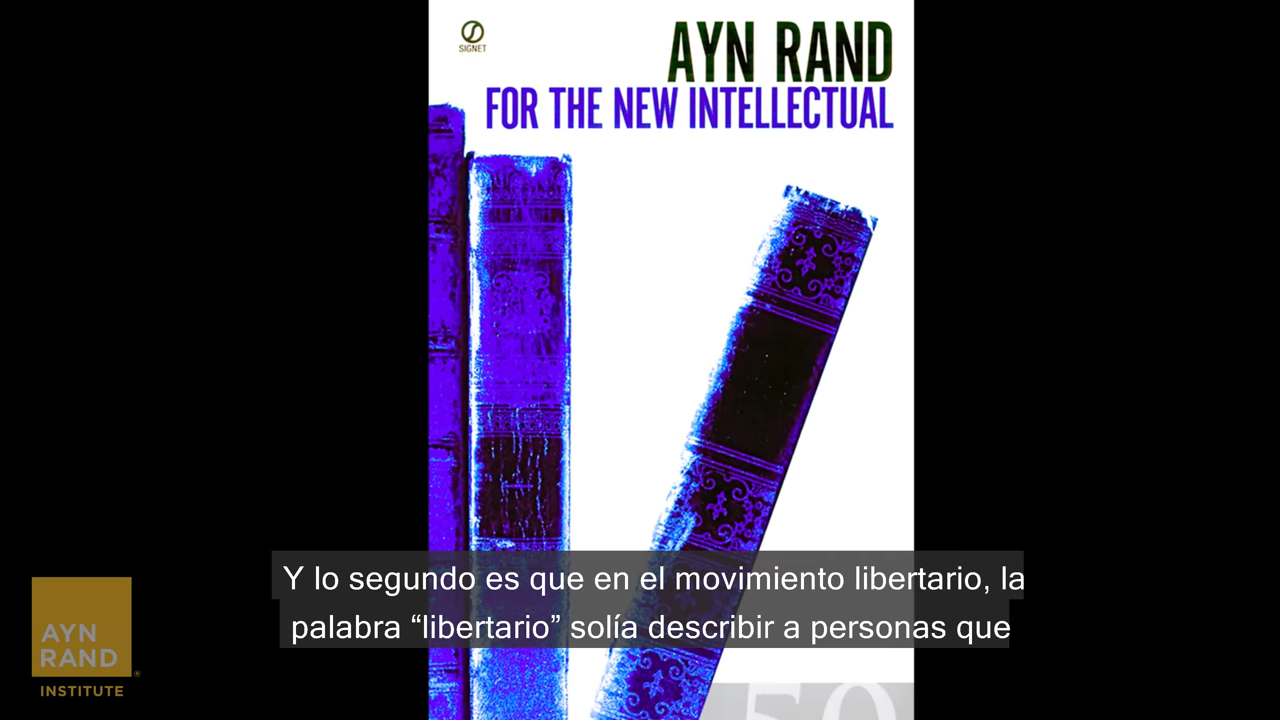 SIGNET
AYN RAND
FOR THE NEW INTELLECTUAL
Y lo segundo es que en el movimiento libertario, la
palabra “libertario” solía describir a personas que
AYN
RAND
®
INSTITUTE
50